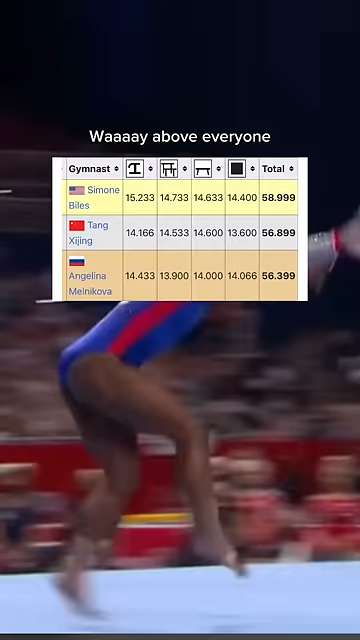 Waaaay above everyone
Gymnast Total
Simone Biles 15.233 14.733 14.633 14.400 58.999
Tang Xijing 14.166 14.533 14.600 13.600 56.899
Angelina Melnikova 14.433 13.900 14.000 14.066 56.399